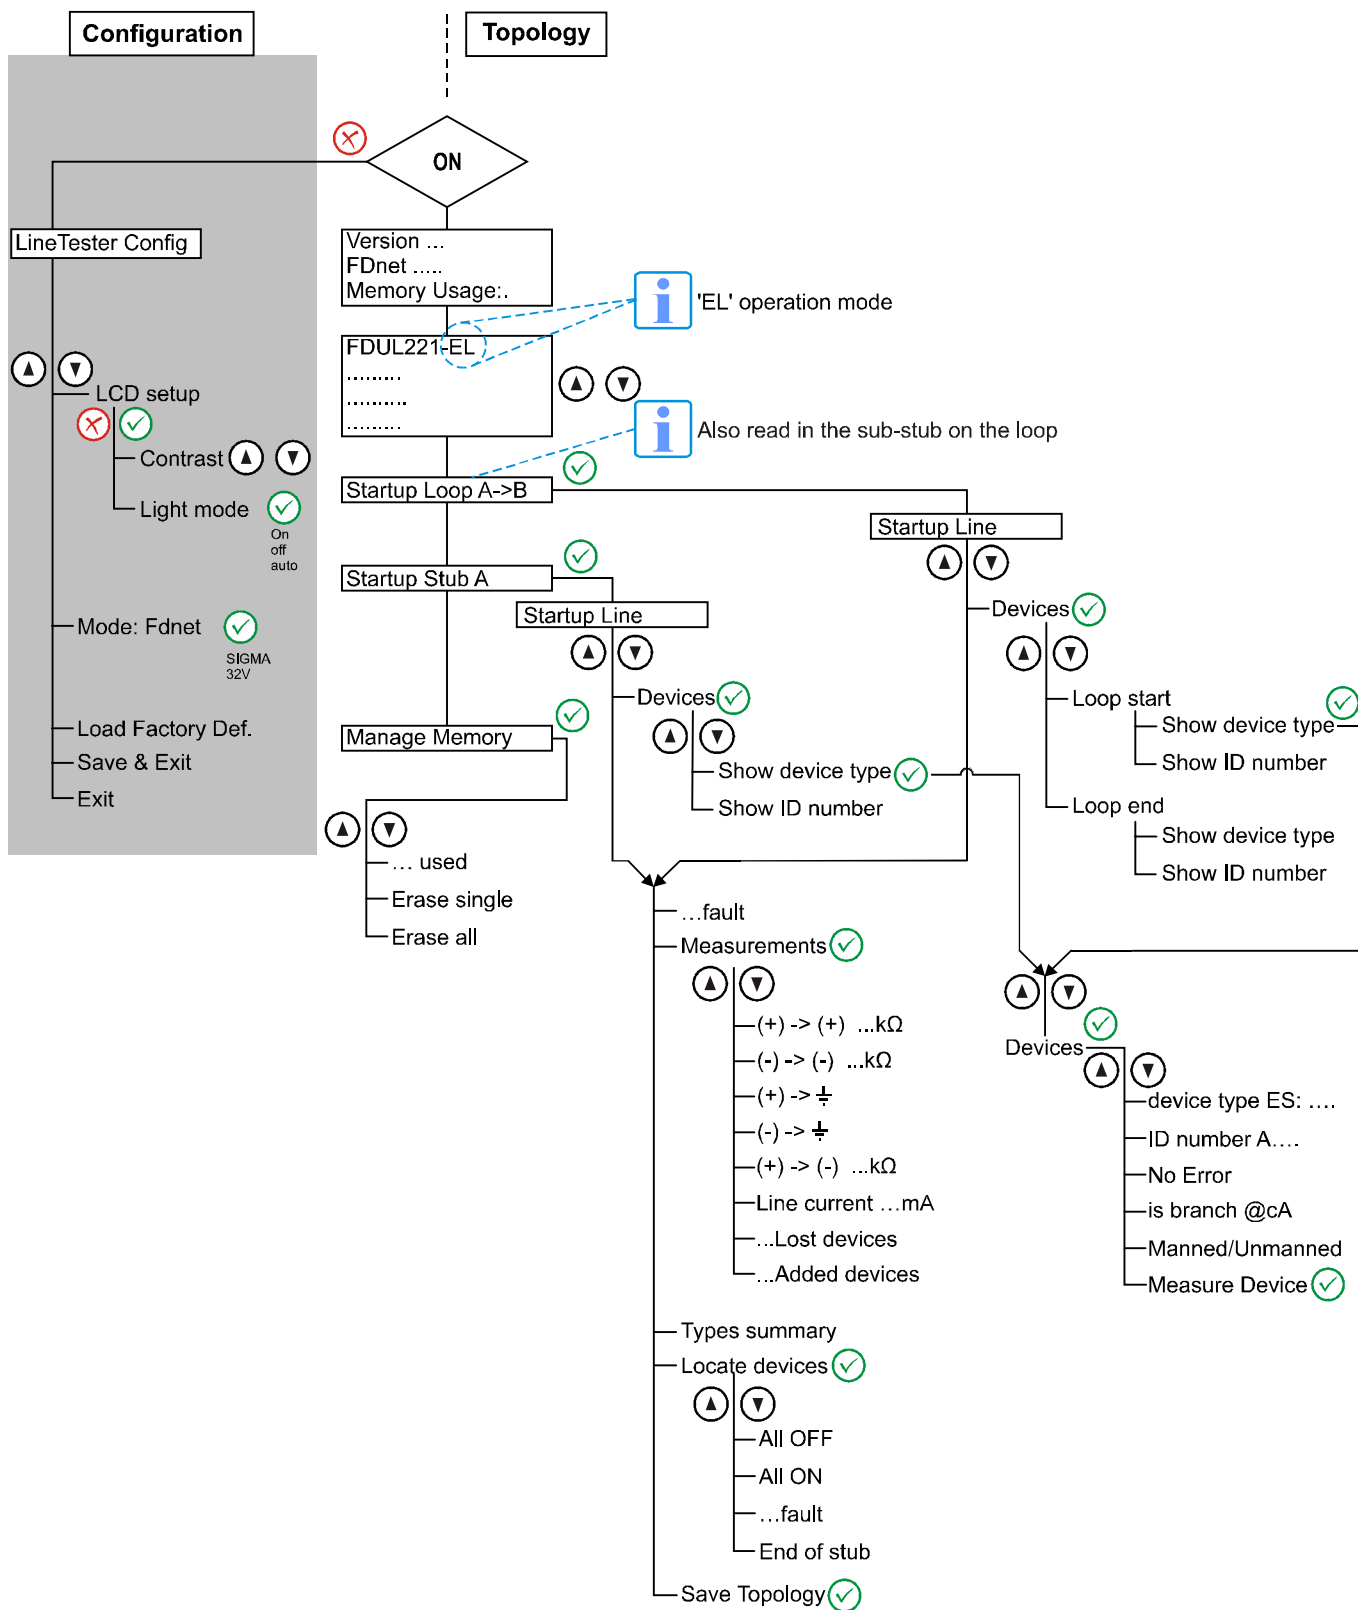 Configuration
Topology
ON
LineTester Config
LCD setup
Contrast
Light mode
On
off
auto
Mode: Fdnet
SIGMA
32V
Load Factory Def.
Save & Exit
Exit
Version ...
FDnet .....
Memory Usage:.
'EL' operation mode
FDUL221-EL
.........
..........
.........
Also read in the sub-stub on the loop
Startup Loop A->B
Startup Stub A
Manage Memory
... used
Erase single
Erase all
Startup Line
Devices
Show device type
Show ID number
Startup Line
Devices
Loop start
Show device type
Show ID number
Loop end
Show device type
Show ID number
...fault
Measurements
(+) -> (+) ...kΩ
(-) -> (-) ...kΩ
(+) -> ⏚
(-) -> ⏚
(+) -> (-) ...kΩ
Line current ...mA
...Lost devices
...Added devices
Types summary
Locate devices
All OFF
All ON
...fault
End of stub
Save Topology
Devices
device type ES: ....
ID number A....
No Error
is branch @cA
Manned/Unmanned
Measure Device